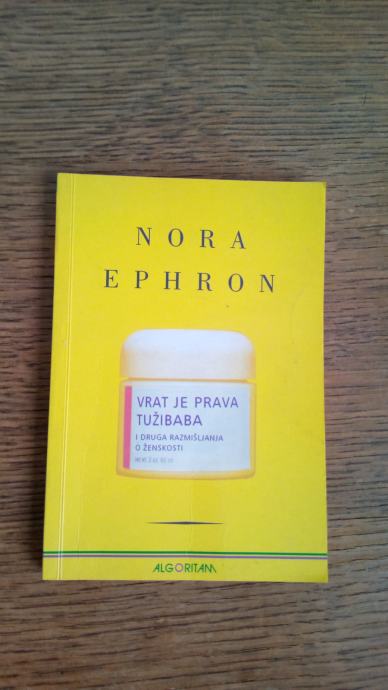 NORA
EPHRON
VRAT JE PRAVA
TUŽIBABA
I DRUGA RAZMIŠLJANJA
O ŽENSKOSTI
ALGORITAM